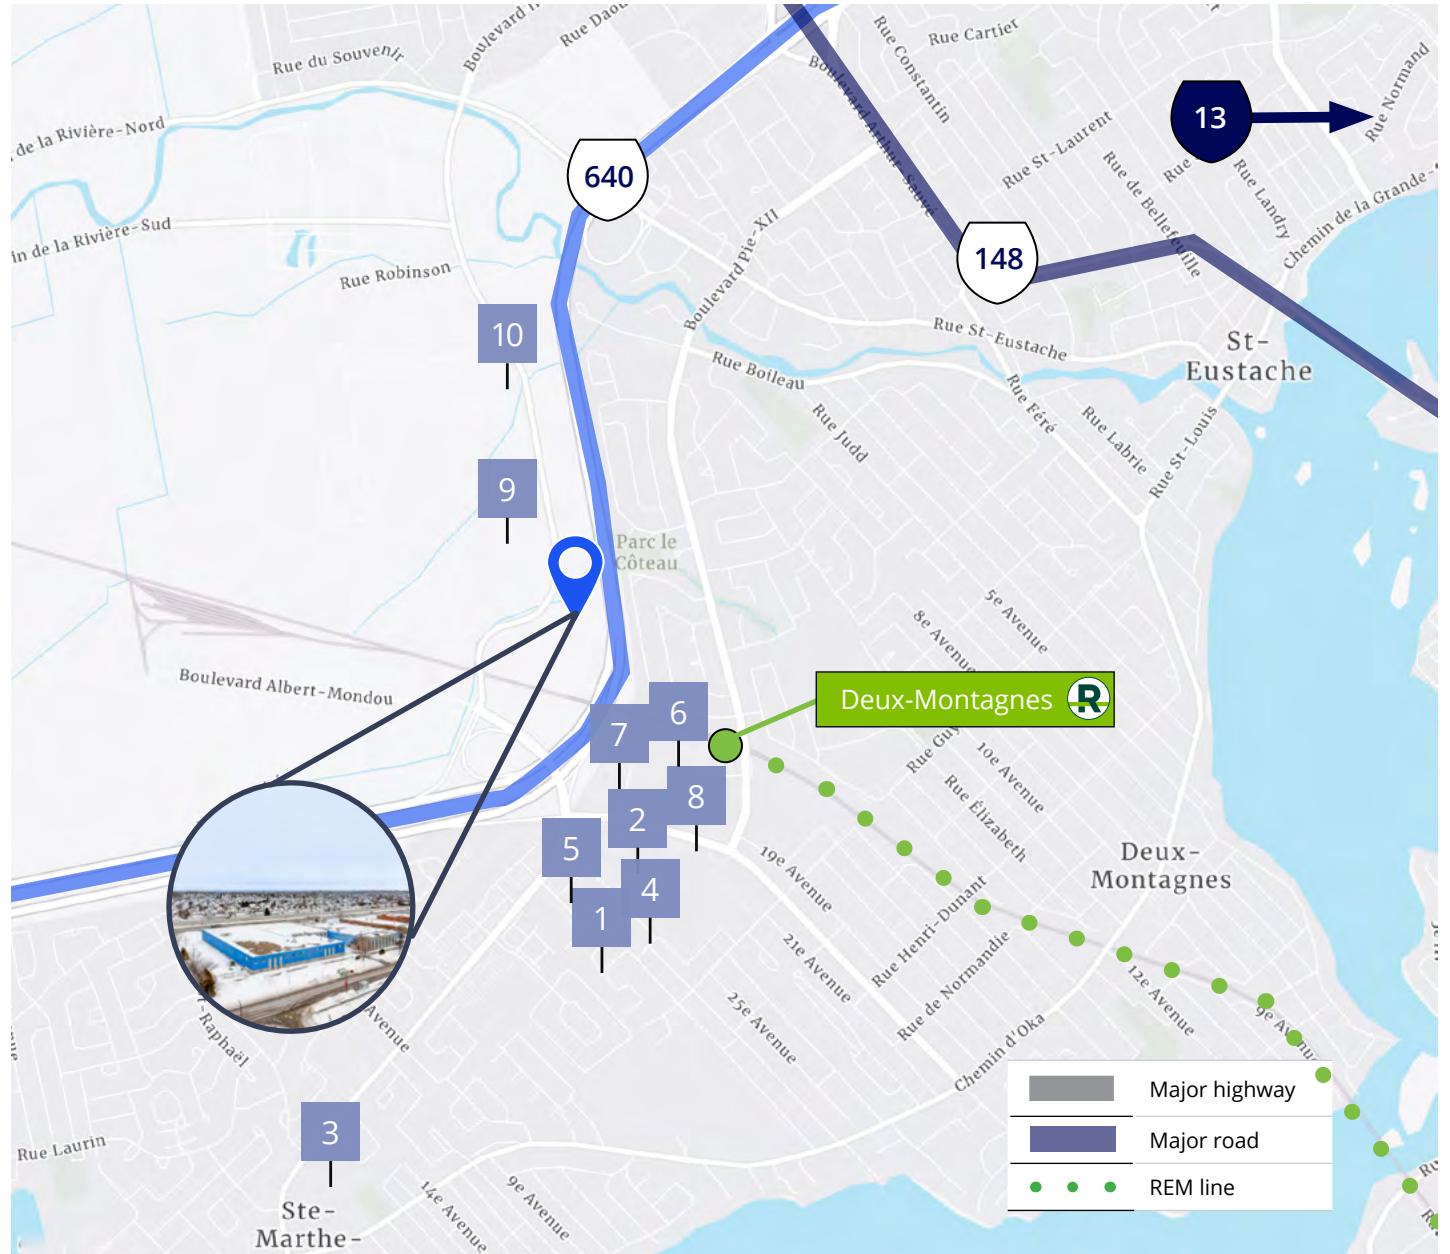 Rue du Souvenir
Rue Cartier
Rue Constantin
Boulevard Arthur-Sauvé
Rue Normand
13
de la Rivière-Nord
Rue St-Laurent
Rue de Bellefeuille
Rue Landry
640
Chemin de la Grande-
in de la Rivière-Sud
Boulevard Pie-XII
148
Rue Robinson
10
Rue St-Eustache
St-
Eustache
Rue Boileau
Rue Féré
Rue Judd
Rue Labrie
Rue St-Louis
9
Parc le
Côteau
5e Avenue
8e Avenue
Boulevard Albert-Mondou
Deux-Montagnes
R
6
7
10e Avenue
8
Rue Élizabeth
2
5
19e Avenue
Deux-
Montagnes
4
1
Rue Henri-Dunant
21e Avenue
Rue de Normandie
12e Avenue
25e Avenue
9e Avenue
-Raphaël
Avenue
Chemin d'Oka
Major highway
3
Major road
Rue Laurin
REM line
14e Avenue
9e Avenue
Ste-
Marthe-